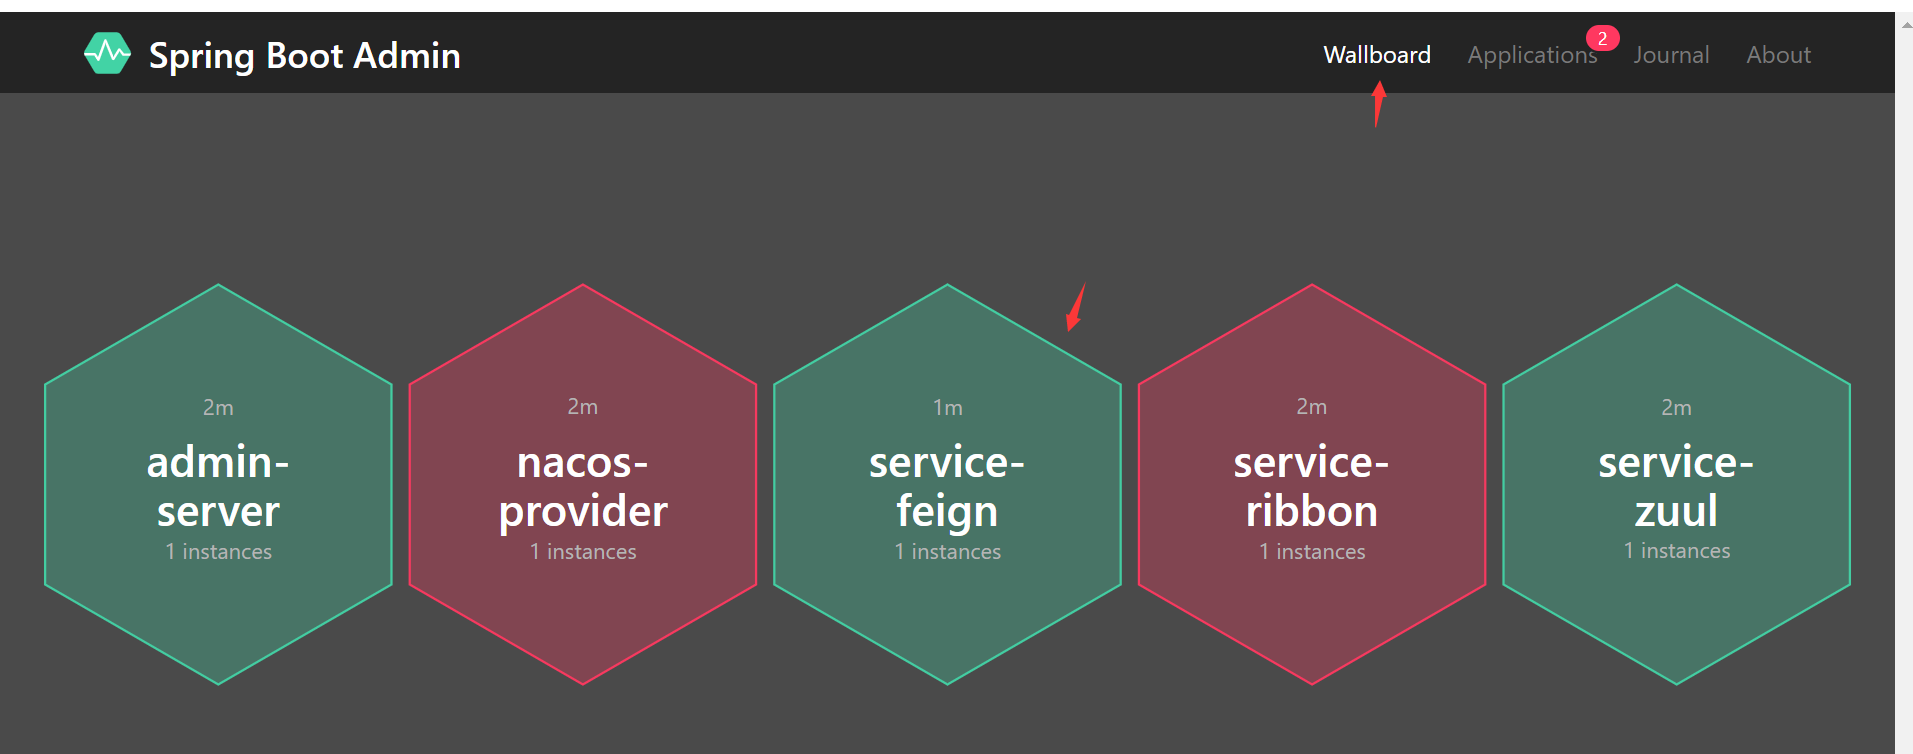 Spring Boot Admin
Wallboard Applications 2 Journal About
2m
admin-
server
1 instances
2m
nacos-
provider
1 instances
1m
service-
feign
1 instances
2m
service-
ribbon
1 instances
2m
service-
zuul
1 instances